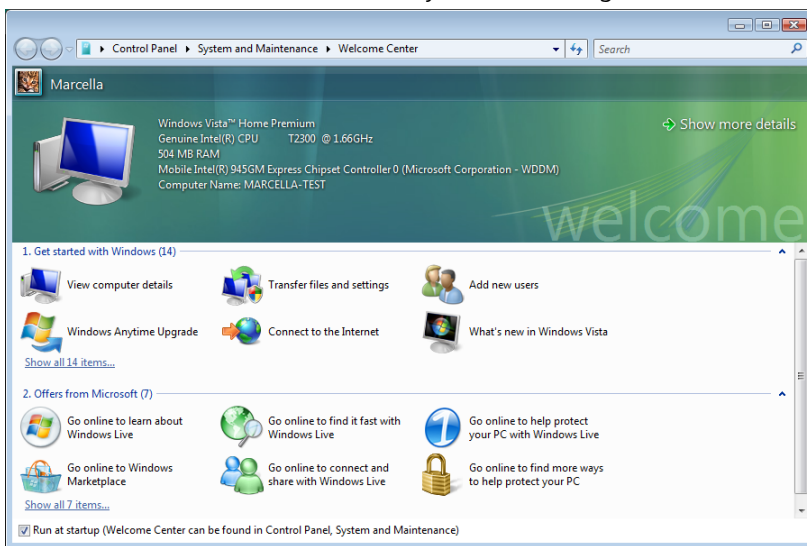 Control Panel ▸ System and Maintenance ▸ Welcome Center
Search
Marcella
Windows Vista™ Home Premium
Genuine Intel(R) CPU T2300 @ 1.66GHz
504 MB RAM
Mobile Intel(R) 945GM Express Chipset Controller 0 (Microsoft Corporation - WDDM)
Computer Name: MARCELLA-TEST
Show more details
welcome
1. Get started with Windows (14)
View computer details
Transfer files and settings
Add new users
Windows Anytime Upgrade
Connect to the Internet
What's new in Windows Vista
Show all 14 items...
2. Offers from Microsoft (7)
Go online to learn about
Windows Live
Go online to find it fast with
Windows Live
Go online to help protect
your PC with Windows Live
Go online to Windows
Marketplace
Go online to connect and
share with Windows Live
Go online to find more ways
to help protect your PC
Show all 7 items...
Run at startup (Welcome Center can be found in Control Panel, System and Maintenance)